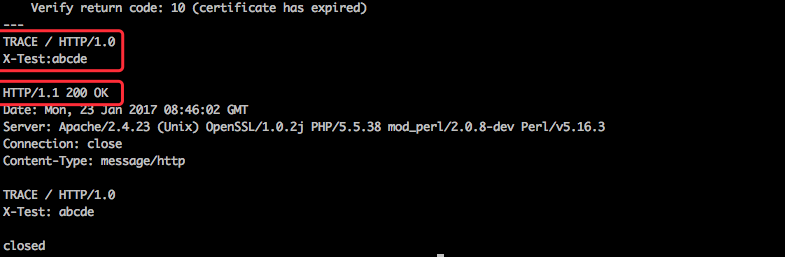 Verify return code: 10 (certificate has expired)
---
TRACE / HTTP/1.0
X-Test:abcde
HTTP/1.1 200 OK
Date: Mon, 23 Jan 2017 08:46:02 GMT
Server: Apache/2.4.23 (Unix) OpenSSL/1.0.2j PHP/5.5.38 mod_perl/2.0.8-dev Perl/v5.16.3
Connection: close
Content-Type: message/http
TRACE / HTTP/1.0
X-Test: abcde
closed